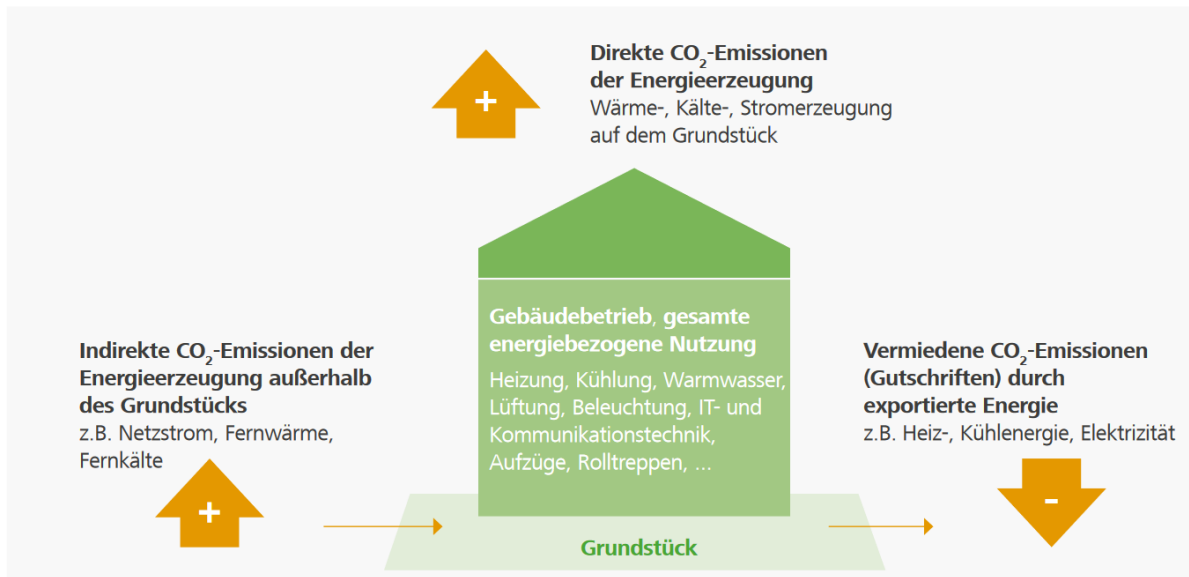 Direkte CO₂-Emissionen
der Energieerzeugung
Wärme-, Kälte-, Stromerzeugung
auf dem Grundstück
+
Gebäudebetrieb, gesamte
energiebezogene Nutzung
Heizung, Kühlung, Warmwasser,
Lüftung, Beleuchtung, IT- und
Kommunikationstechnik,
Aufzüge, Rolltreppen, ...
Indirekte CO₂-Emissionen der
Energieerzeugung außerhalb
des Grundstücks
z.B. Netzstrom, Fernwärme,
Fernkälte
+
Vermiedene CO₂-Emissionen
(Gutschriften) durch
exportierte Energie
z.B. Heiz-, Kühlenergie, Elektrizität
-
Grundstück